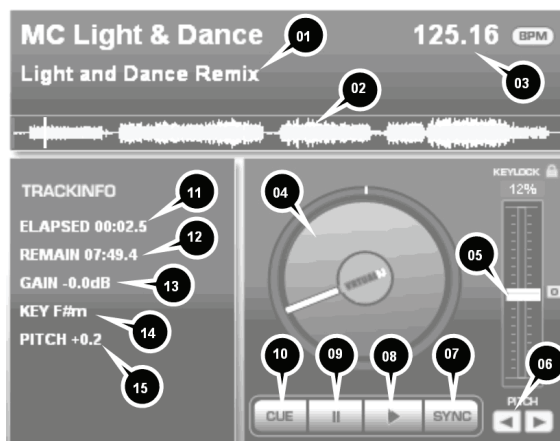 MC Light & Dance 125.16 BPM
01
Light and Dance Remix
03
02
KEYLOCK
TRACKINFO 11 04 12%
ELAPSED 00:02.5
12
REMAIN 07:49.4
05
GAIN -0.0dB 13
KEY F#m 14
PITCH +0.2
10 09 08 07 06
15
PITCH
CUE SYNC